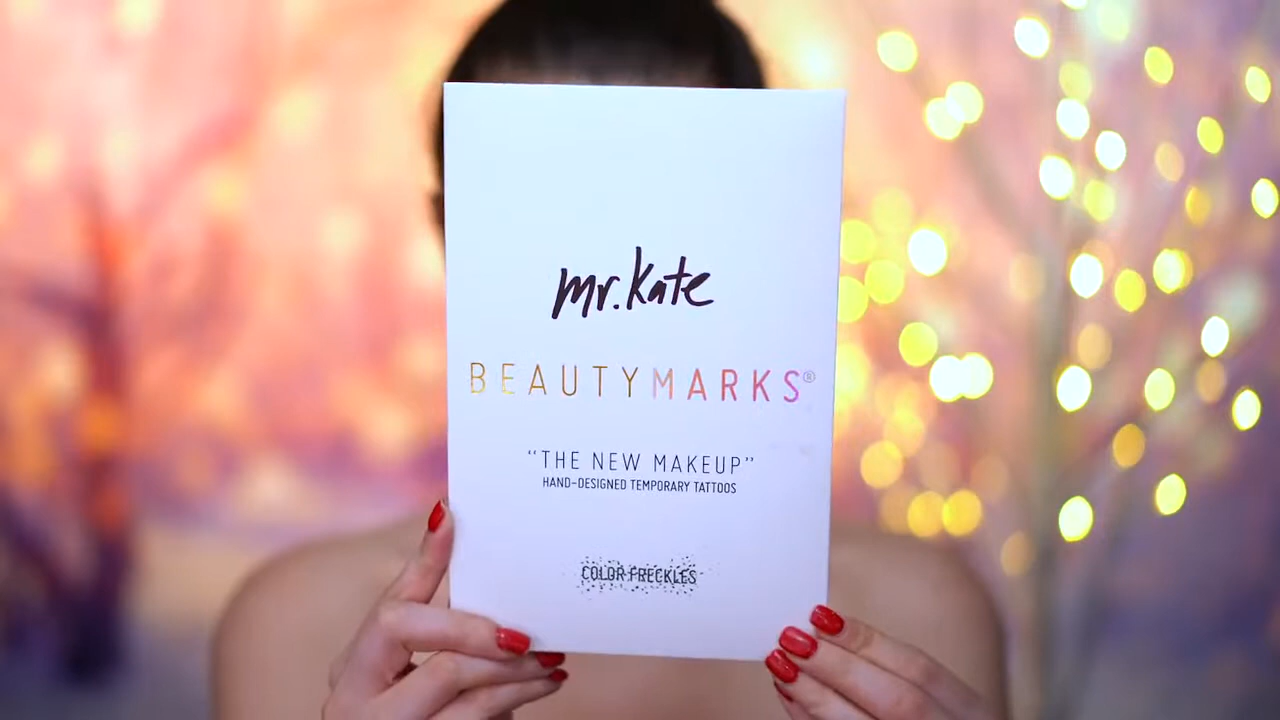 mr.kate
BEAUTYMARKS®
“THE NEW MAKEUP”
HAND-DESIGNED TEMPORARY TATTOOS
COLOR FRECKLES